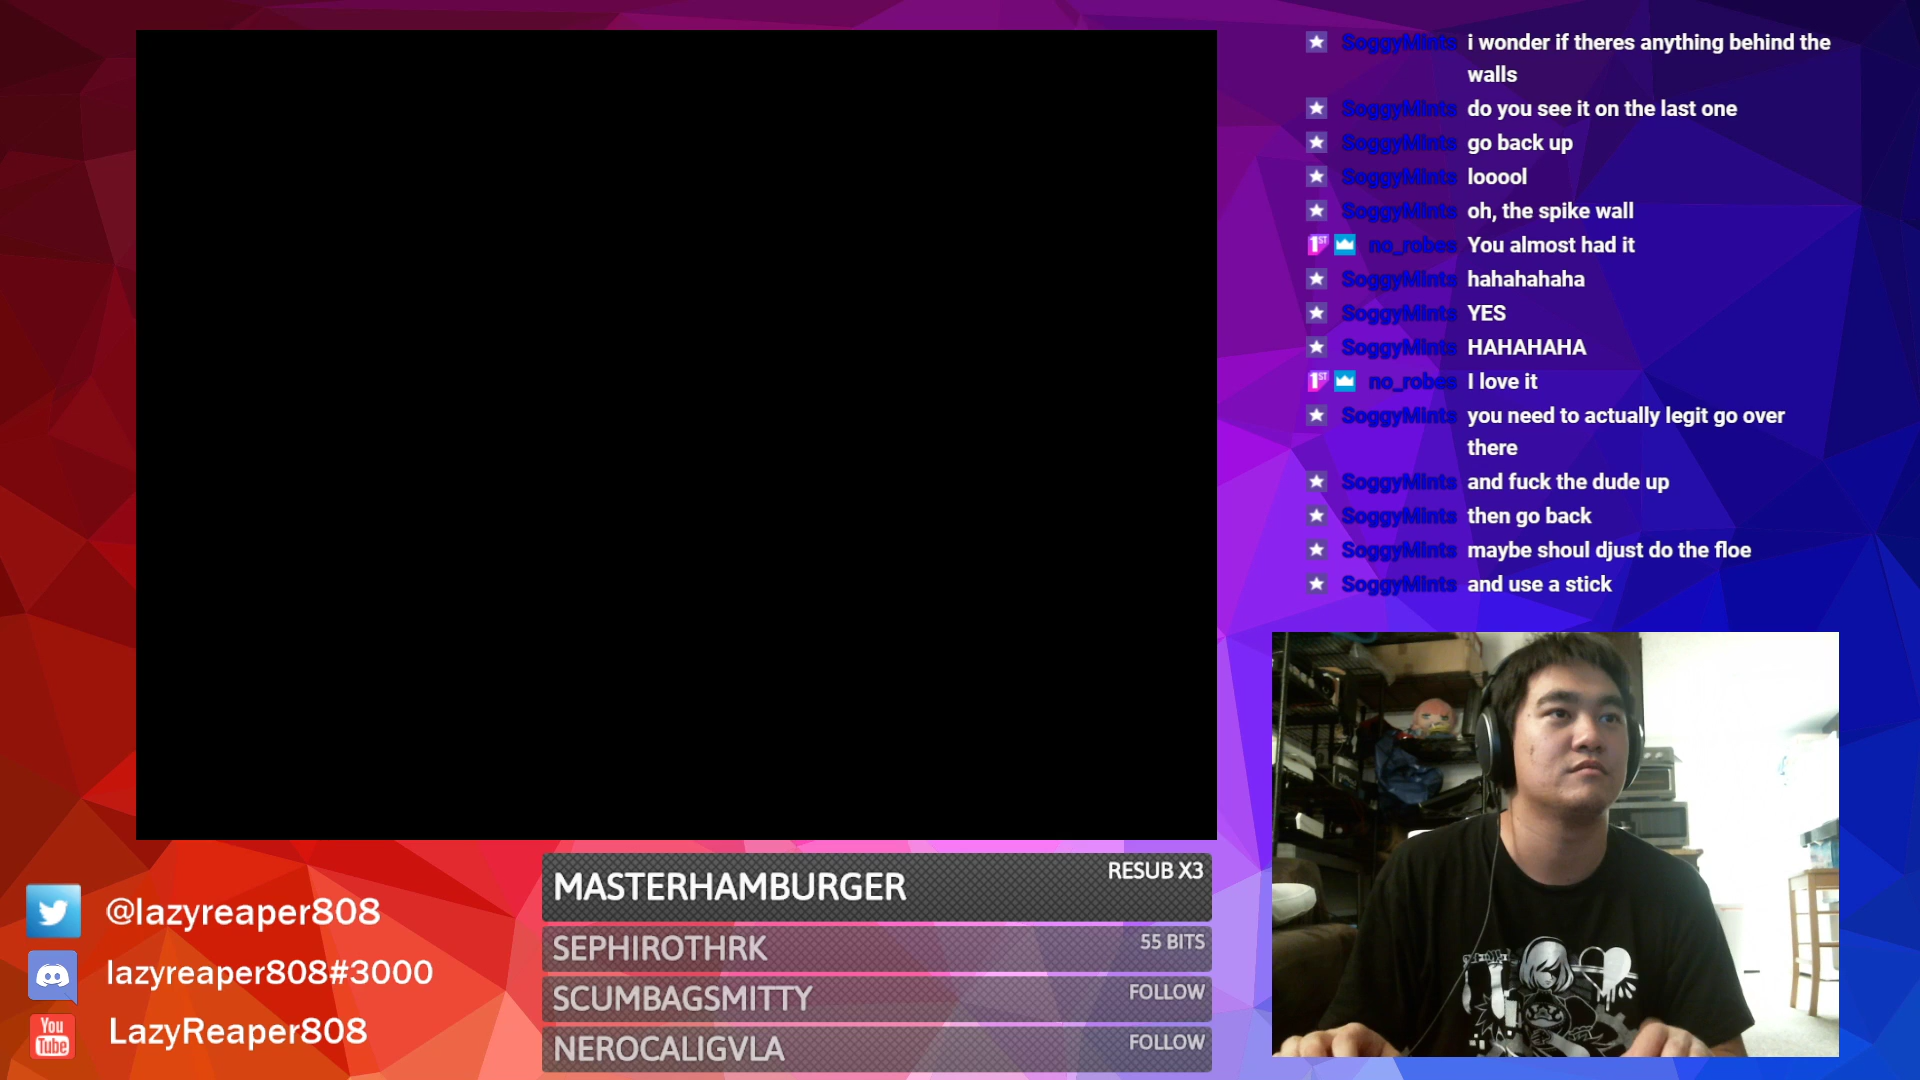 SoggyMints i wonder if theres anything behind the
walls
SoggyMints do you see it on the last one
SoggyMints go back up
SoggyMints looool
SoggyMints oh, the spike wall
1ST no_robes You almost had it
SoggyMints hahahahaha
SoggyMints YES
SoggyMints HAHAHAHA
1ST no_robes I love it
SoggyMints you need to actually legit go over
there
SoggyMints and fuck the dude up
SoggyMints then go back
SoggyMints maybe shoul djust do the floe
SoggyMints and use a stick
@lazyreaper808
lazyreaper808#3000
You
Tube
LazyReaper808
MASTERHAMBURGER RESUB X3
SEPHIROTHRK 55 BITS
SCUMBAGSMITTY FOLLOW
NEROCALIGVLA FOLLOW